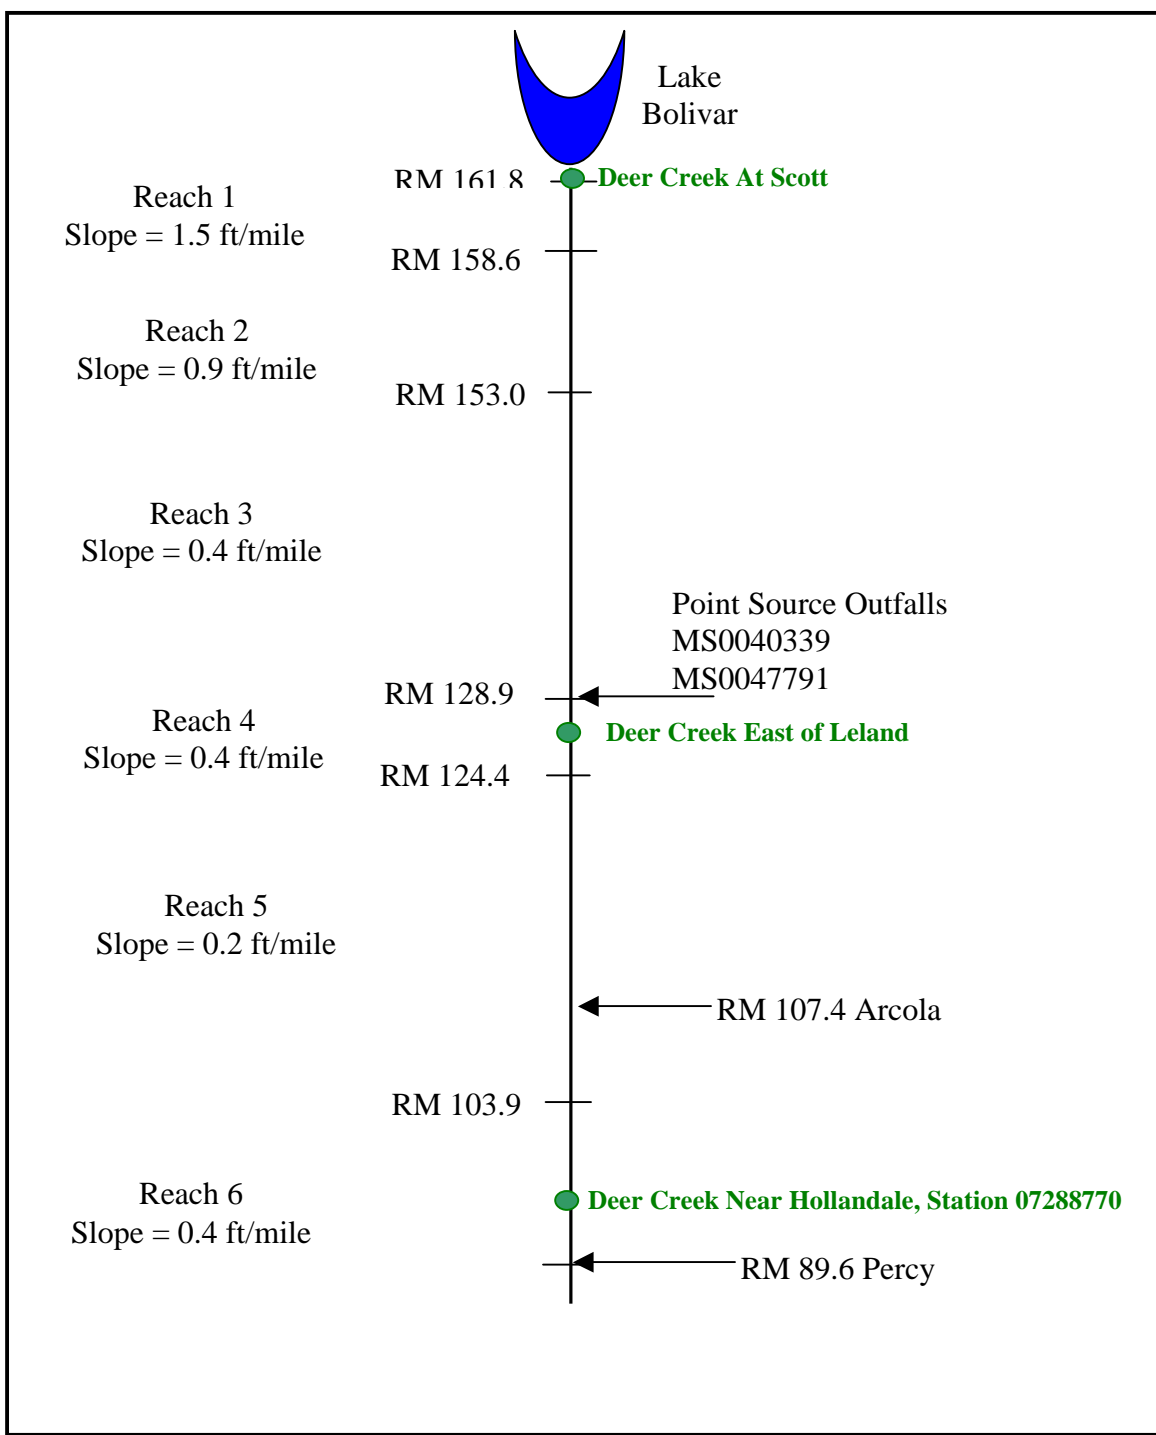 Lake
Bolivar
RM 161.8
Deer Creek At Scott
Reach 1
Slope = 1.5 ft/mile
RM 158.6
Reach 2
Slope = 0.9 ft/mile
RM 153.0
Reach 3
Slope = 0.4 ft/mile
Point Source Outfalls
MS0040339
MS0047791
RM 128.9
Reach 4
Slope = 0.4 ft/mile
Deer Creek East of Leland
RM 124.4
Reach 5
Slope = 0.2 ft/mile
RM 107.4 Arcola
RM 103.9
Reach 6
Slope = 0.4 ft/mile
Deer Creek Near Hollandale, Station 07288770
RM 89.6 Percy